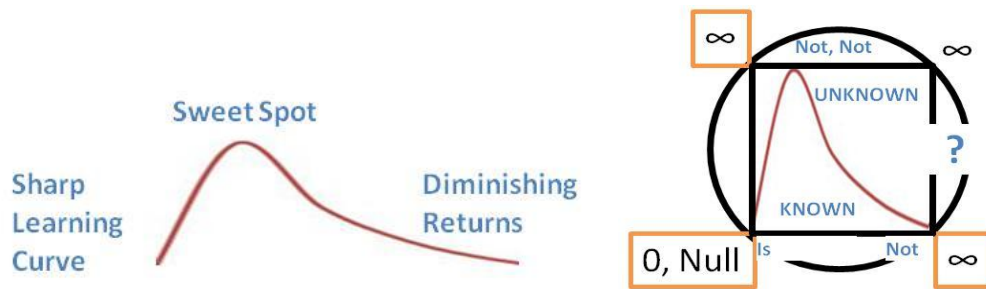 Sweet Spot
Sharp
Learning
Curve
Diminishing
Returns
∞
Not, Not
∞
UNKNOWN
?
KNOWN
0, Null
Is
Not
∞